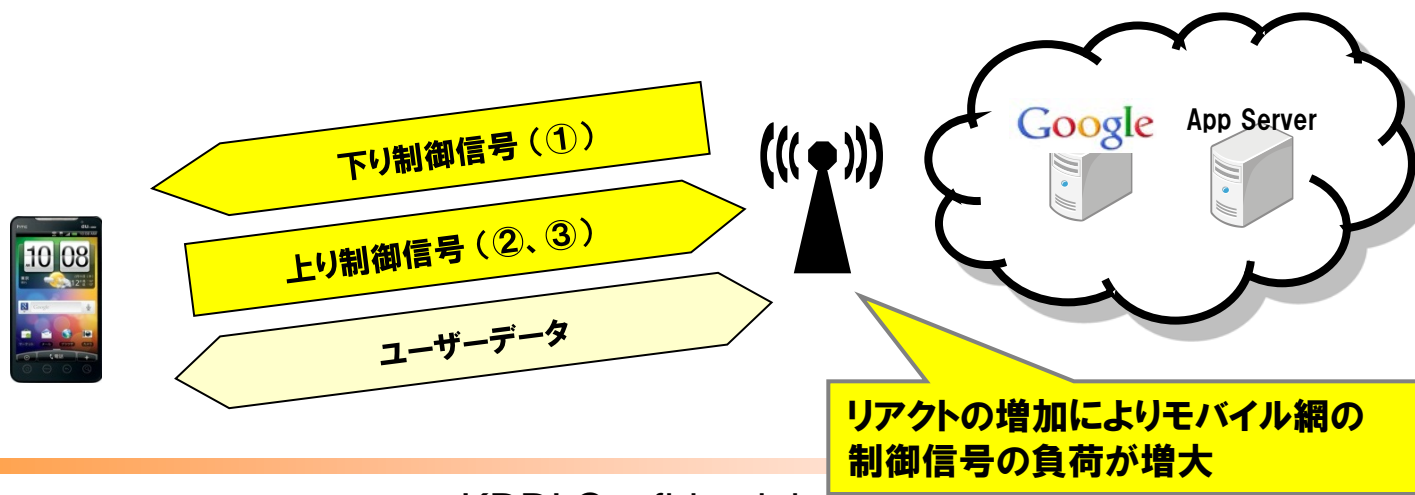 Google App Server
下り制御信号（①）
上り制御信号（②、③）
ユーザーデータ
10 08
リアクトの増加によりモバイル網の
制御信号の負荷が増大